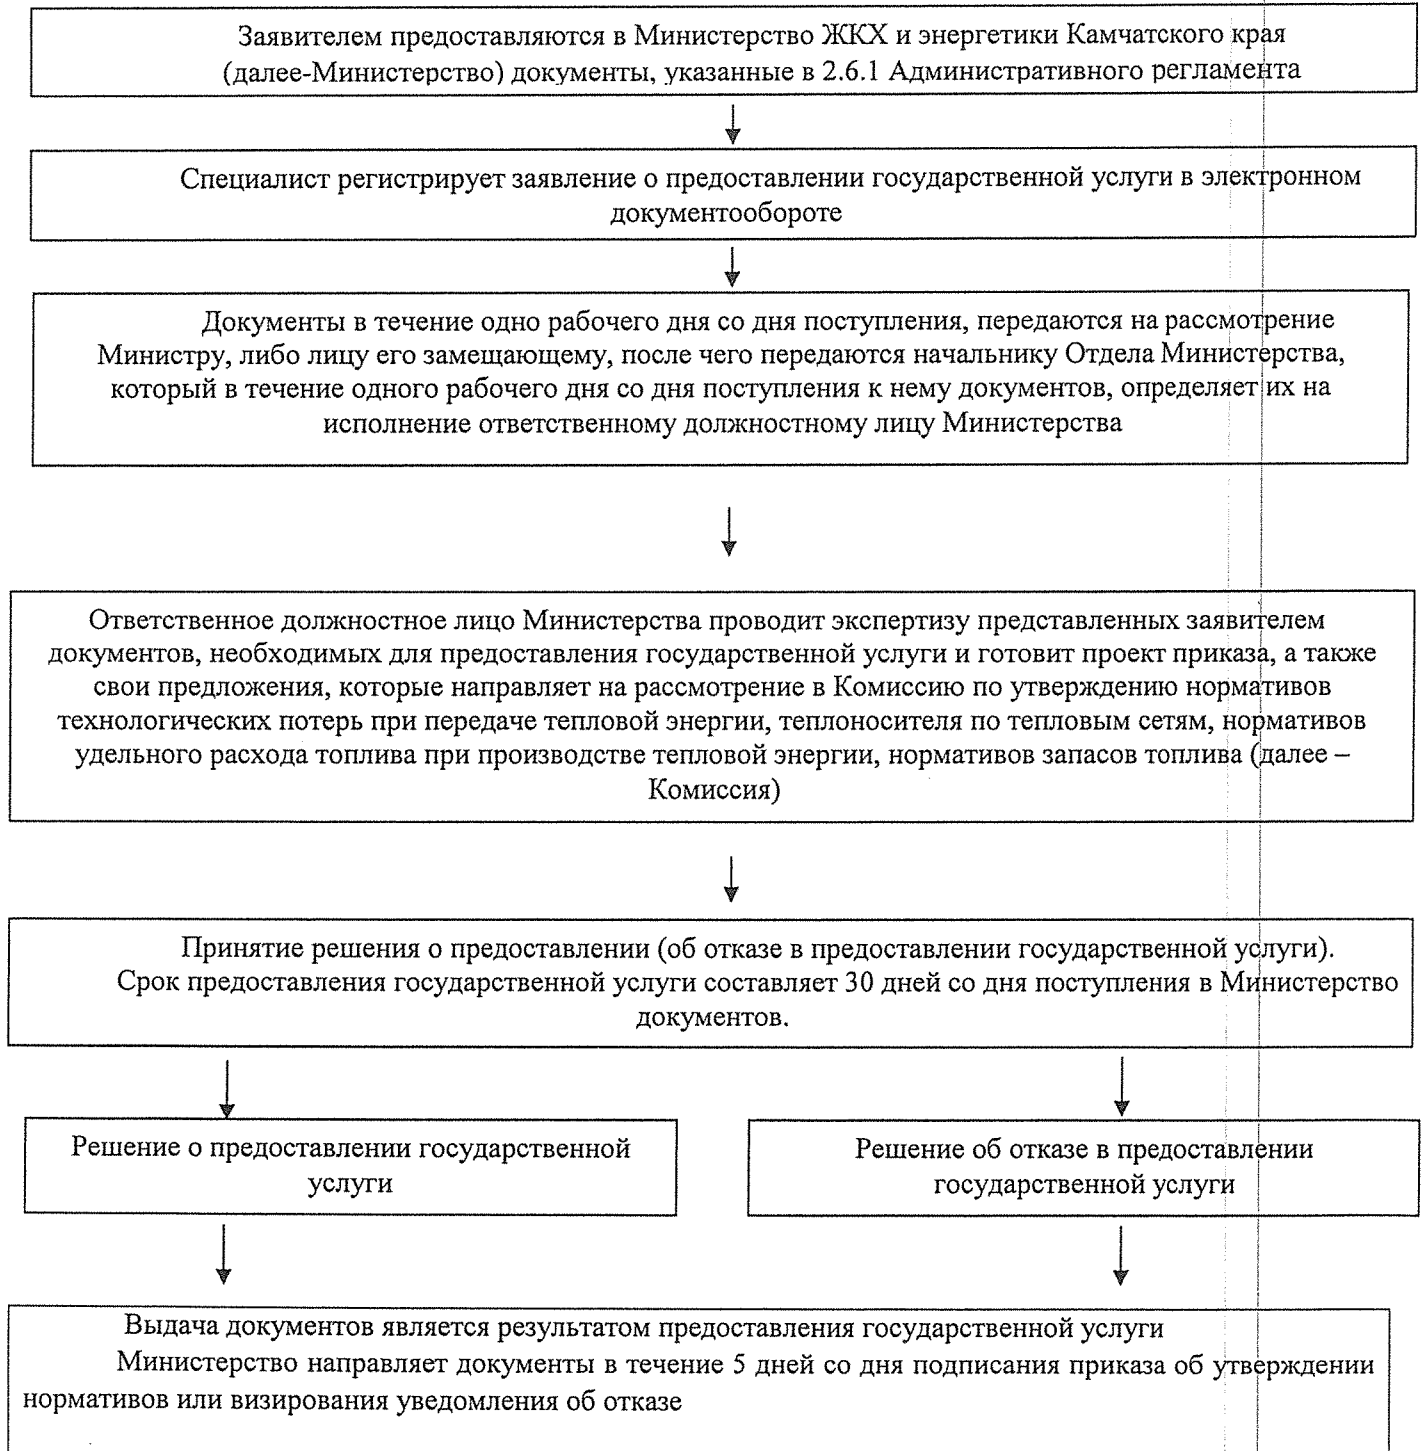 Заявителем предоставляются в Министерство ЖКХ и энергетики Камчатского края
(далее-Министерство) документы, указанные в 2.6.1 Административного регламента
Специалист регистрирует заявление о предоставлении государственной услуги в электронном
документообороте
Документы в течение одно рабочего дня со дня поступления, передаются на рассмотрение
Министру, либо лицу его замещающему, после чего передаются начальнику Отдела Министерства,
который в течение одного рабочего дня со дня поступления к нему документов, определяет их на
исполнение ответственному должностному лицу Министерства
Ответственное должностное лицо Министерства проводит экспертизу представленных заявителем
документов, необходимых для предоставления государственной услуги и готовит проект приказа, а также
свои предложения, которые направляет на рассмотрение в Комиссию по утверждению нормативов
технологических потерь при передаче тепловой энергии, теплоносителя по тепловым сетям, нормативов
удельного расхода топлива при производстве тепловой энергии, нормативов запасов топлива (далее –
Комиссия)
Принятие решения о предоставлении (об отказе в предоставлении государственной услуги).
Срок предоставления государственной услуги составляет 30 дней со дня поступления в Министерство
документов.
Решение о предоставлении государственной
услуги
Решение об отказе в предоставлении
государственной услуги
Выдача документов является результатом предоставления государственной услуги
Министерство направляет документы в течение 5 дней со дня подписания приказа об утверждении
нормативов или визирования уведомления об отказе